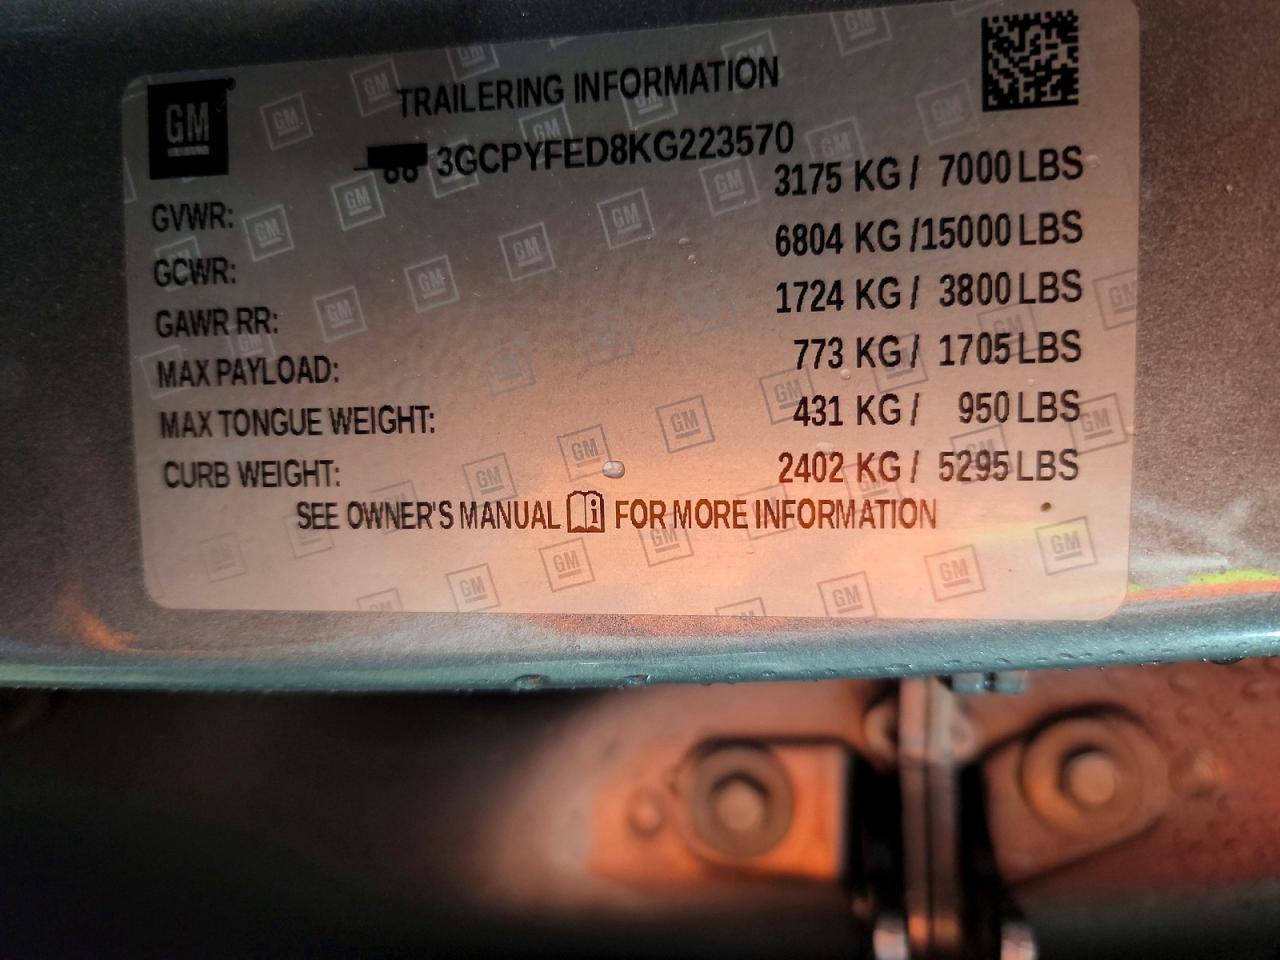 GM
TRAILERING INFORMATION
3GCPYFED8KG223570
GVWR: 3175 KG / 7000 LBS
GCWR: 6804 KG /15000 LBS
GAWR RR: 1724 KG / 3800 LBS
MAX PAYLOAD: 773 KG / 1705 LBS
MAX TONGUE WEIGHT: 431 KG / 950 LBS
CURB WEIGHT: 2402 KG / 5295 LBS
SEE OWNER'S MANUAL FOR MORE INFORMATION